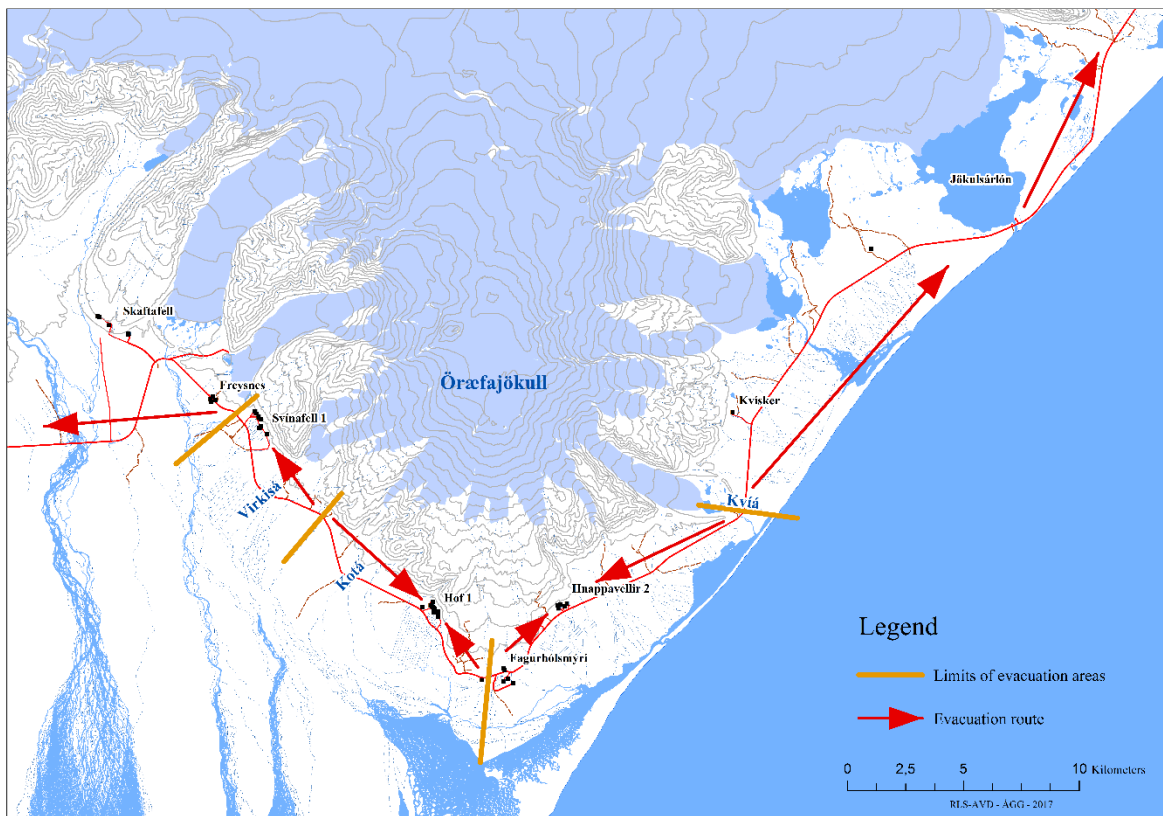 Jökulsárlón
Skaftafell
Öræfajökull
Freysnes
Svínafell 1
Kvísker
Virkisá
Kvíá
Kotá
Hof 1
Hnappavellir 2
Fagurhólsmýri
Legend
Limits of evacuation areas
Evacuation route
0 2,5 5 10 Kilometers
RLS-AVD - ÁGG - 2017